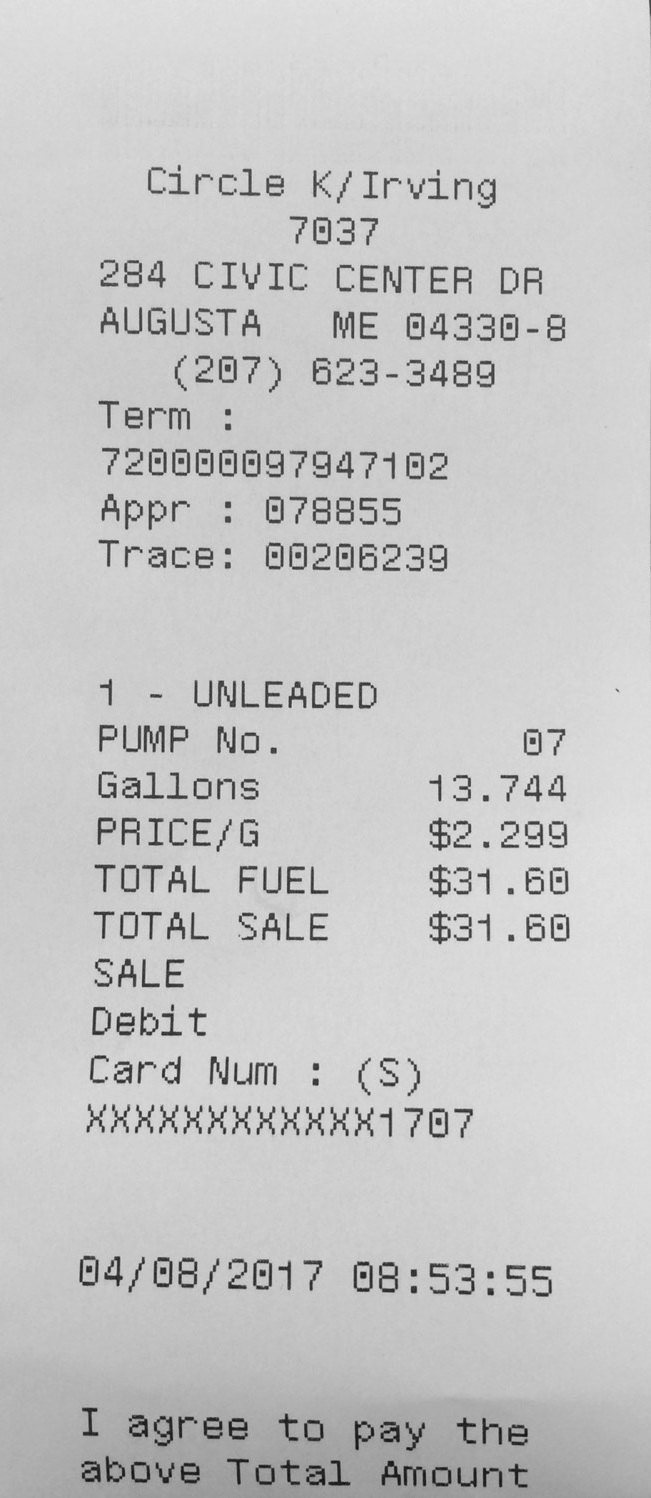 Circle K/Irving
7037
284 CIVIC CENTER DR
AUGUSTA   ME 04330-8
(207) 623-3489
Term :
720000097947102
Appr : 078855
Trace: 00206239
1 - UNLEADED
PUMP No. 07
Gallons 13.744
PRICE/G $2.299
TOTAL FUEL $31.60
TOTAL SALE $31.60
SALE
Debit
Card Num : (S)
XXXXXXXXXXXX1707
04/08/2017 08:53:55
I agree to pay the
above Total Amount